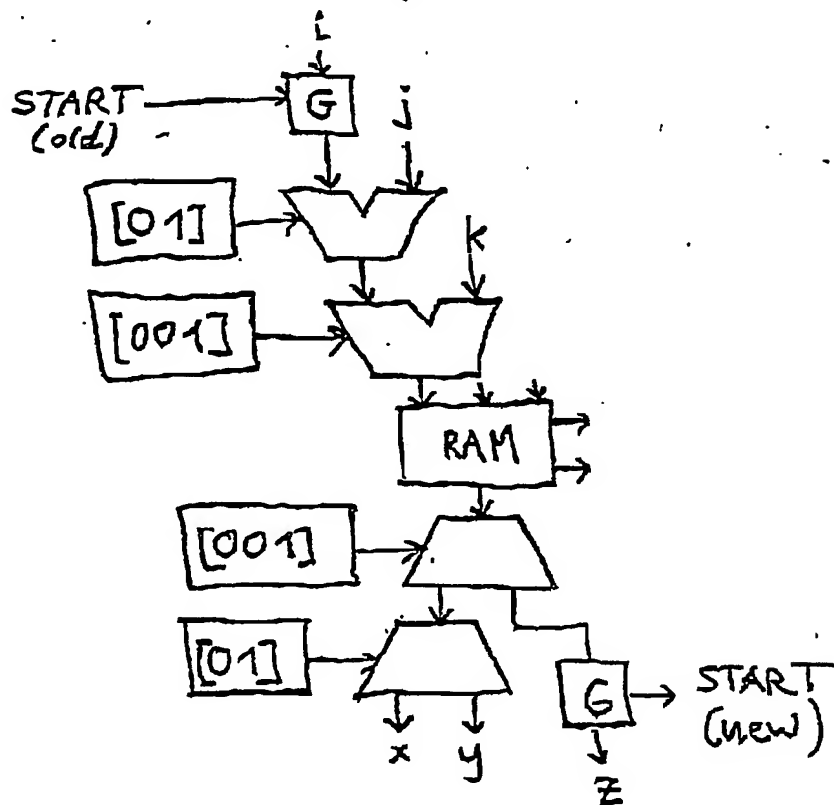 i
START
(old)
G
j
[01]
k
[001]
RAM
[001]
[01]
G
START
(new)
x
y
z